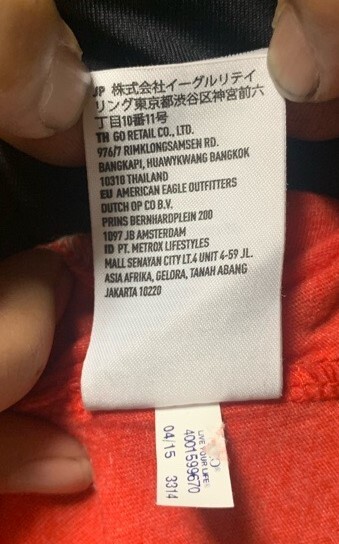 JP 株式会社イーグルリテイ
リング東京都渋谷区神宮前六
丁目10番11号
TH GO RETAIL CO., LTD.
976/7 RIMKLONGSAMSEN RD.
BANGKAPI, HUAWYKWANG BANGKOK
10310 THAILAND
EU AMERICAN EAGLE OUTFITTERS
DUTCH OP CO B.V.
PRINS BERNHARDPLEIN 200
1097 JB AMSTERDAM
ID PT. METROX LIFESTYLES
MALL SENAYAN CITY LT.4 UNIT 4-59 JL.
ASIA AFRIKA, GELORA, TANAH ABANG
JAKARTA 10220
LIVE YOUR LIFE
4001599670
04/15 3314